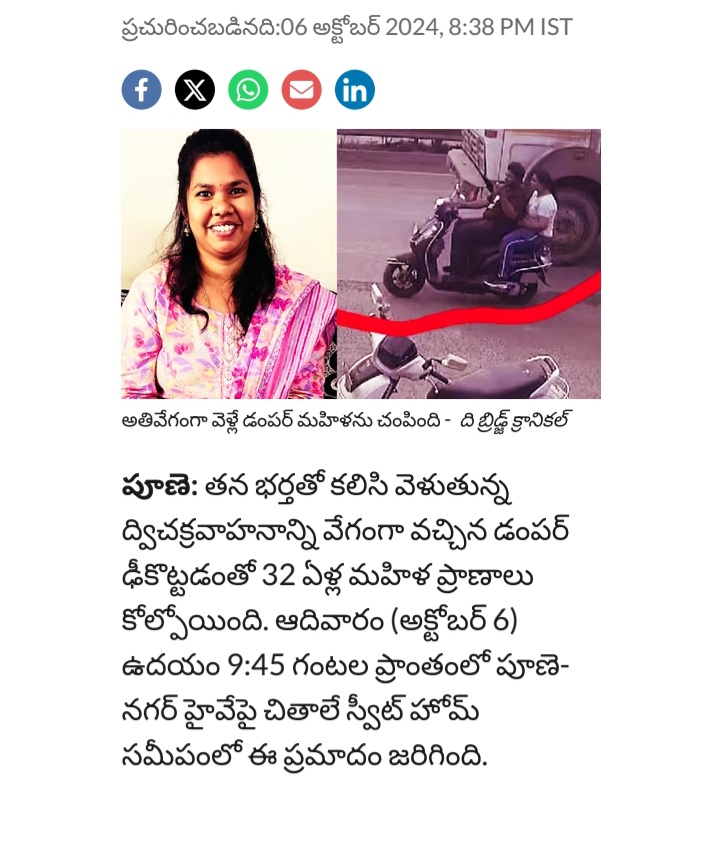 ప్రచురించబడినది:06 అక్టోబర్ 2024, 8:38 PM IST
అతివేగంగా వెళ్లే డంపర్ మహిళను చంపింది - ది బ్రిడ్జ్ క్రానికల్
పూణె: తన భర్తతో కలిసి వెళుతున్న
ద్విచక్రవాహనాన్ని వేగంగా వచ్చిన డంపర్
ఢీకొట్టడంతో 32 ఏళ్ల మహిళ ప్రాణాలు
కోల్పోయింది. ఆదివారం (అక్టోబర్ 6)
ఉదయం 9:45 గంటల ప్రాంతంలో పూణె-
నగర్ హైవేపై చితాలే స్వీట్ హోమ్
సమీపంలో ఈ ప్రమాదం జరిగింది.